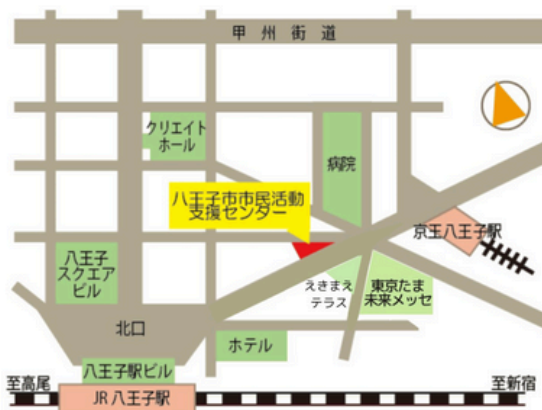 甲州街道
クリエイト
ホール
病院
八王子市市民活動
支援センター
京王八王子駅
八王子
スクエア
ビル
えきまえ
テラス
東京たま
未来メッセ
北口
ホテル
八王子駅ビル
至高尾
至新宿
JR 八王子駅